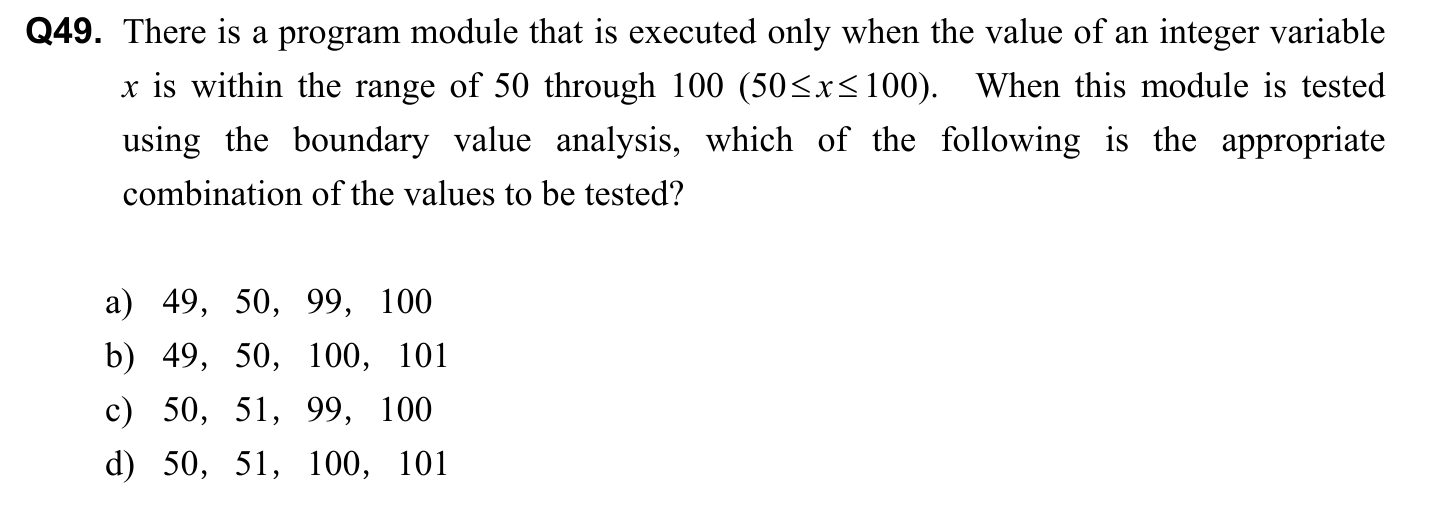 Q49. There is a program module that is executed only when the value of an integer variable
x is within the range of 50 through 100 (50≤x≤100). When this module is tested
using the boundary value analysis, which of the following is the appropriate
combination of the values to be tested?
a) 49, 50, 99, 100
b) 49, 50, 100, 101
c) 50, 51, 99, 100
d) 50, 51, 100, 101